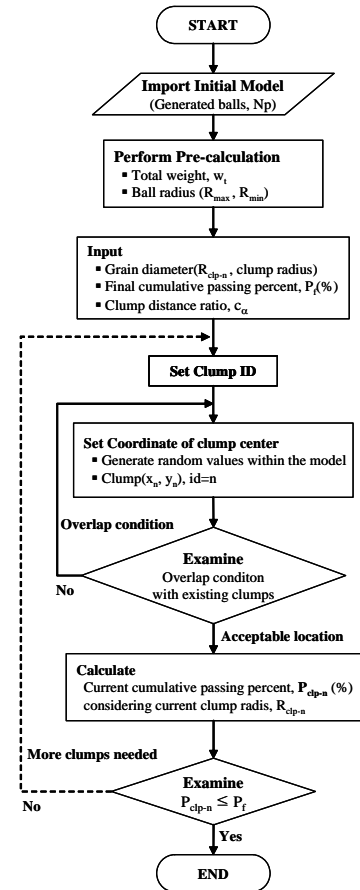 START
Import Initial Model
(Generated balls, Np)
Perform Pre-calculation
▪ Total weight, wt
▪ Ball radius (Rmax, Rmin)
Input
▪ Grain diameter(Rclp-n, clump radius)
▪ Final cumulative passing percent, Pf(%)
▪ Clump distance ratio, cα
Set Clump ID
Set Coordinate of clump center
▪ Generate random values within the model
▪ Clump(xn, yn), id=n
Overlap condition
No
Examine
Overlap conditon
with existing clumps
Acceptable location
Calculate
Current cumulative passing percent, Pclp-n (%)
considering current clump radis, Rclp-n
More clumps needed
No
Examine
Pclp-n ≤ Pf
Yes
END